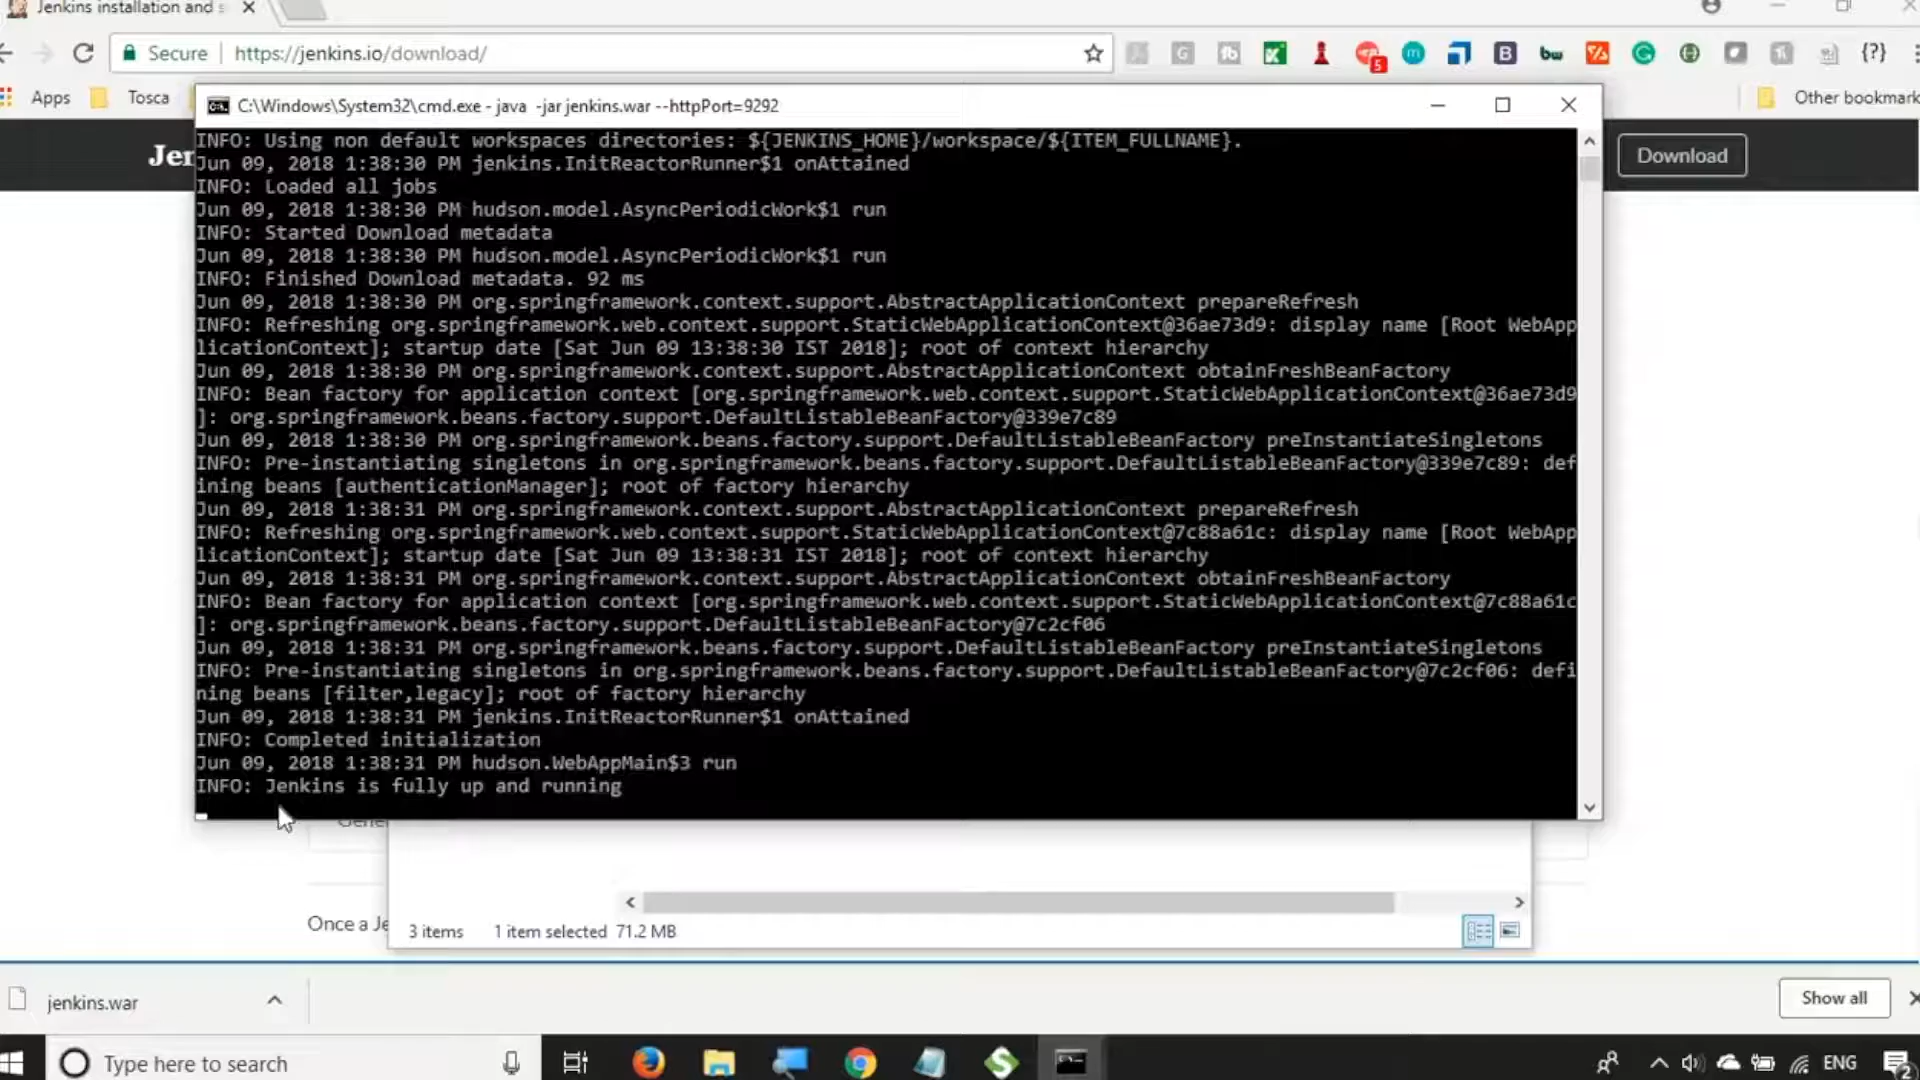 Jenkins installation and s
Secure
https://jenkins.io/download/
5
bw
{?}
Apps
Tosca
Other bookmark
C:\Windows\System32\cmd.exe - java -jar jenkins.war --httpPort=9292
Jen
Download
INFO: Using non default workspaces directories: ${JENKINS_HOME}/workspace/${ITEM_FULLNAME}.
Jun 09, 2018 1:38:30 PM jenkins.InitReactorRunner$1 onAttained
INFO: Loaded all jobs
Jun 09, 2018 1:38:30 PM hudson.model.AsyncPeriodicWork$1 run
INFO: Started Download metadata
Jun 09, 2018 1:38:30 PM hudson.model.AsyncPeriodicWork$1 run
INFO: Finished Download metadata. 92 ms
Jun 09, 2018 1:38:30 PM org.springframework.context.support.AbstractApplicationContext prepareRefresh
INFO: Refreshing org.springframework.web.context.support.StaticWebApplicationContext@36ae73d9: display name [Root WebApp
licationContext]; startup date [Sat Jun 09 13:38:30 IST 2018]; root of context hierarchy
Jun 09, 2018 1:38:30 PM org.springframework.context.support.AbstractApplicationContext obtainFreshBeanFactory
INFO: Bean factory for application context [org.springframework.web.context.support.StaticWebApplicationContext@36ae73d9
]: org.springframework.beans.factory.support.DefaultListableBeanFactory@339e7c89
Jun 09, 2018 1:38:30 PM org.springframework.beans.factory.support.DefaultListableBeanFactory preInstantiateSingletons
INFO: Pre-instantiating singletons in org.springframework.beans.factory.support.DefaultListableBeanFactory@339e7c89: def
ining beans [authenticationManager]; root of factory hierarchy
Jun 09, 2018 1:38:31 PM org.springframework.context.support.AbstractApplicationContext prepareRefresh
INFO: Refreshing org.springframework.web.context.support.StaticWebApplicationContext@7c88a61c: display name [Root WebApp
licationContext]; startup date [Sat Jun 09 13:38:31 IST 2018]; root of context hierarchy
Jun 09, 2018 1:38:31 PM org.springframework.context.support.AbstractApplicationContext obtainFreshBeanFactory
INFO: Bean factory for application context [org.springframework.web.context.support.StaticWebApplicationContext@7c88a61c
]: org.springframework.beans.factory.support.DefaultListableBeanFactory@7c2cf06
Jun 09, 2018 1:38:31 PM org.springframework.beans.factory.support.DefaultListableBeanFactory preInstantiateSingletons
INFO: Pre-instantiating singletons in org.springframework.beans.factory.support.DefaultListableBeanFactory@7c2cf06: defi
ning beans [filter,legacy]; root of factory hierarchy
Jun 09, 2018 1:38:31 PM jenkins.InitReactorRunner$1 onAttained
INFO: Completed initialization
Jun 09, 2018 1:38:31 PM hudson.WebAppMain$3 run
INFO: Jenkins is fully up and running
Once a Je
3 items
1 item selected 71.2 MB
jenkins.war
Show all
Type here to search
ENG
2